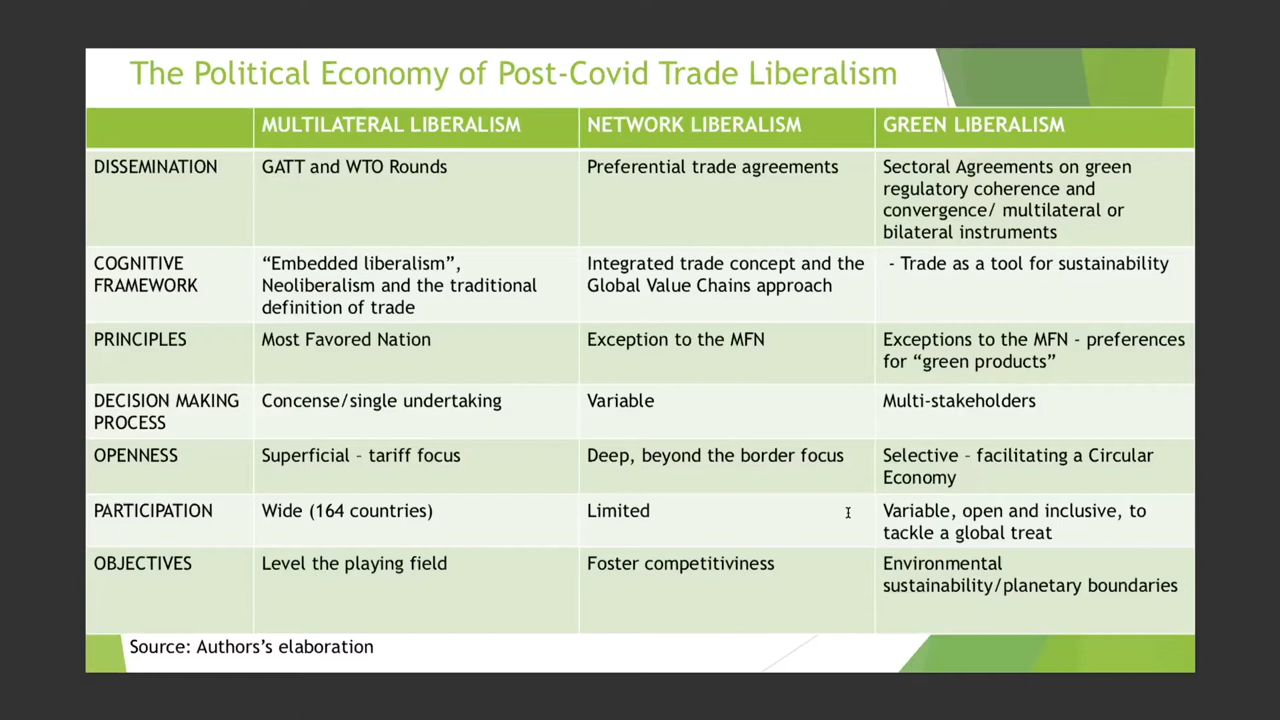 The Political Economy of Post-Covid Trade Liberalism
MULTILATERAL LIBERALISM
NETWORK LIBERALISM
GREEN LIBERALISM
DISSEMINATION
GATT and WTO Rounds
Preferential trade agreements
Sectoral Agreements on green
regulatory coherence and
convergence/ multilateral or
bilateral instruments
COGNITIVE
FRAMEWORK
“Embedded liberalism”,
Neoliberalism and the traditional
definition of trade
Integrated trade concept and the
Global Value Chains approach
- Trade as a tool for sustainability
PRINCIPLES
Most Favored Nation
Exception to the MFN
Exceptions to the MFN - preferences
for “green products”
DECISION MAKING
PROCESS
Concense/single undertaking
Variable
Multi-stakeholders
OPENNESS
Superficial – tariff focus
Deep, beyond the border focus
Selective – facilitating a Circular
Economy
PARTICIPATION
Wide (164 countries)
Limited
Variable, open and inclusive, to
tackle a global treat
OBJECTIVES
Level the playing field
Foster competitiviness
Environmental
sustainability/planetary boundaries
Source: Authors’s elaboration